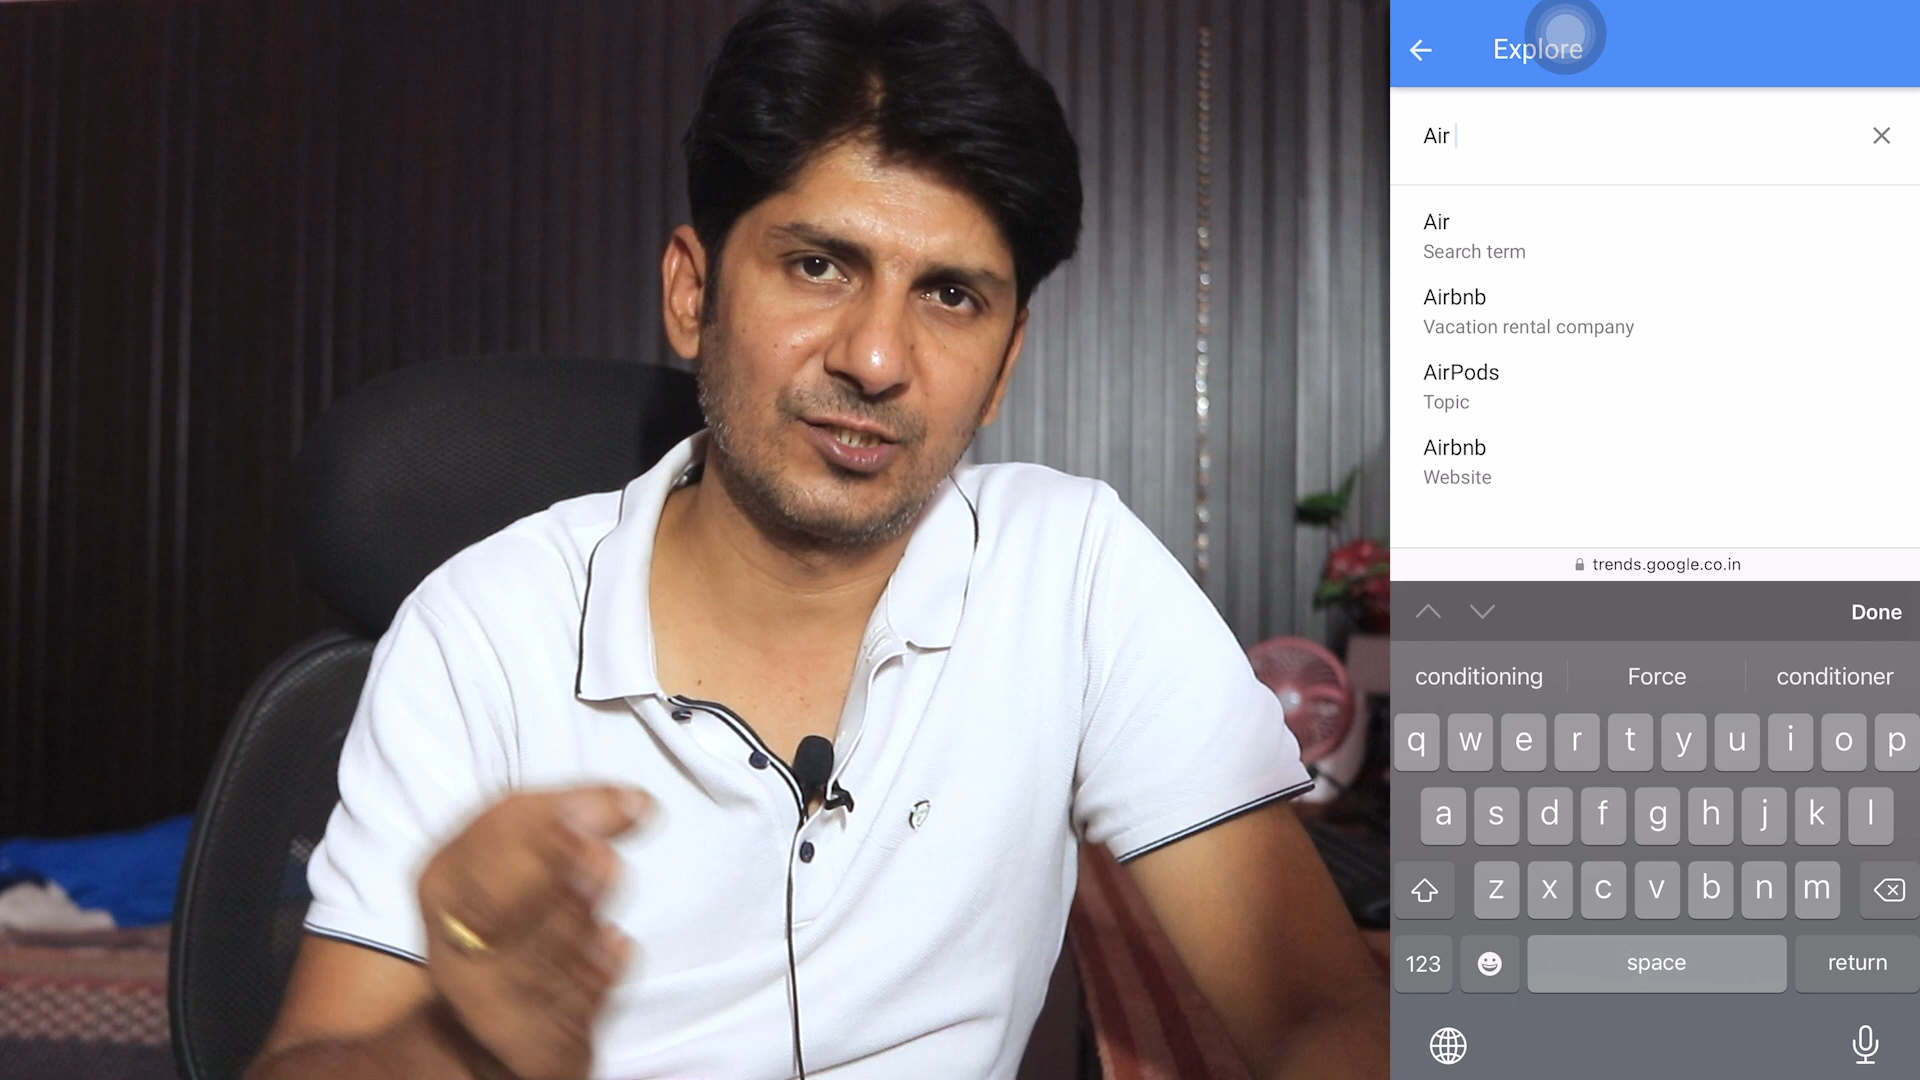 Explore
Air
Air
Search term
Airbnb
Vacation rental company
AirPods
Topic
Airbnb
Website
trends.google.co.in
Done
conditioning Force conditioner
q w e r t y u i o p
a s d f g h j k l
z x c v b n m
123 space return